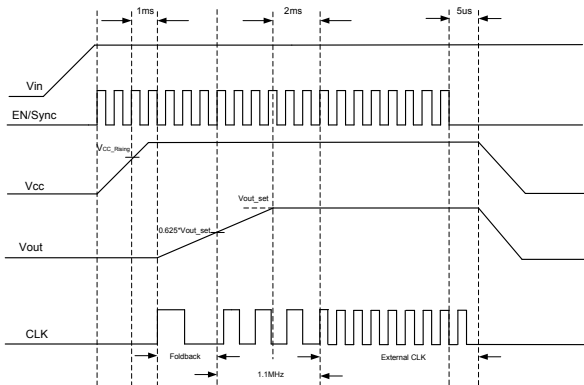 1ms
2ms
5us
Vin
EN/Sync
VCC_Rising
Vcc
Vout_set
0.625*Vout_set
Vout
CLK
Foldback
External CLK
1.1MHz